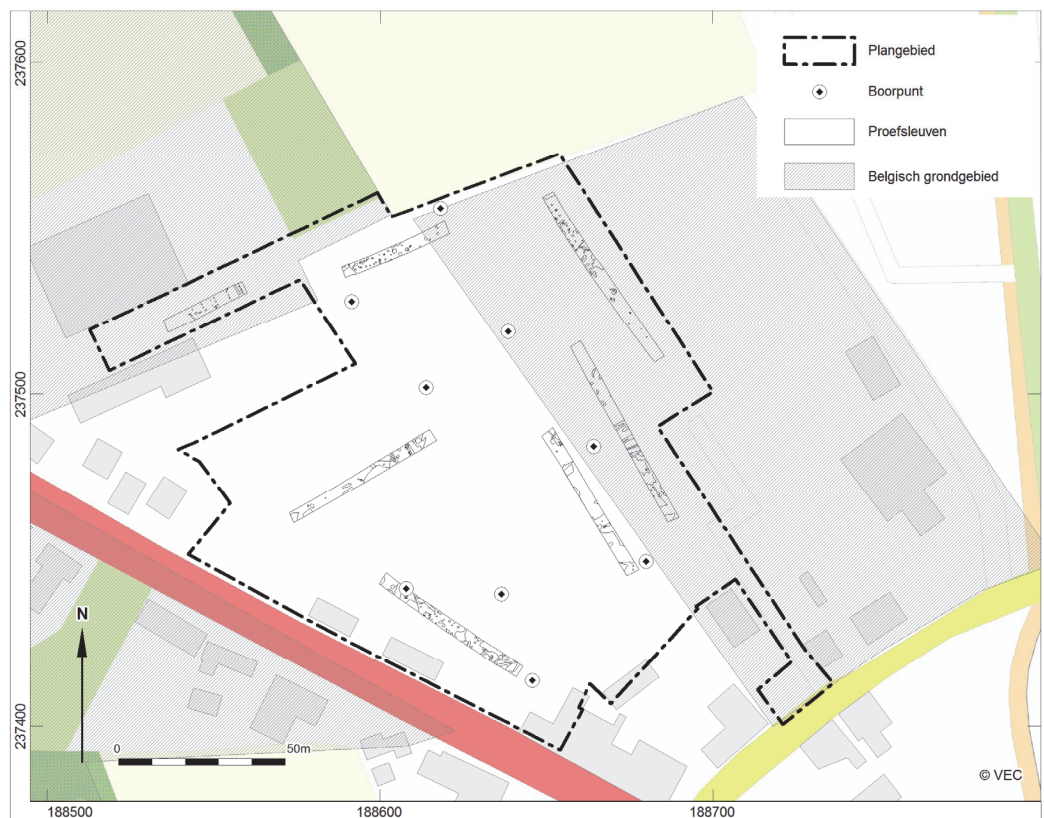 Plangebied
Boorpunt
Proefsleuven
Belgisch grondgebied
237600
237500
237400
N
0
50m
© VEC
188500
188600
188700